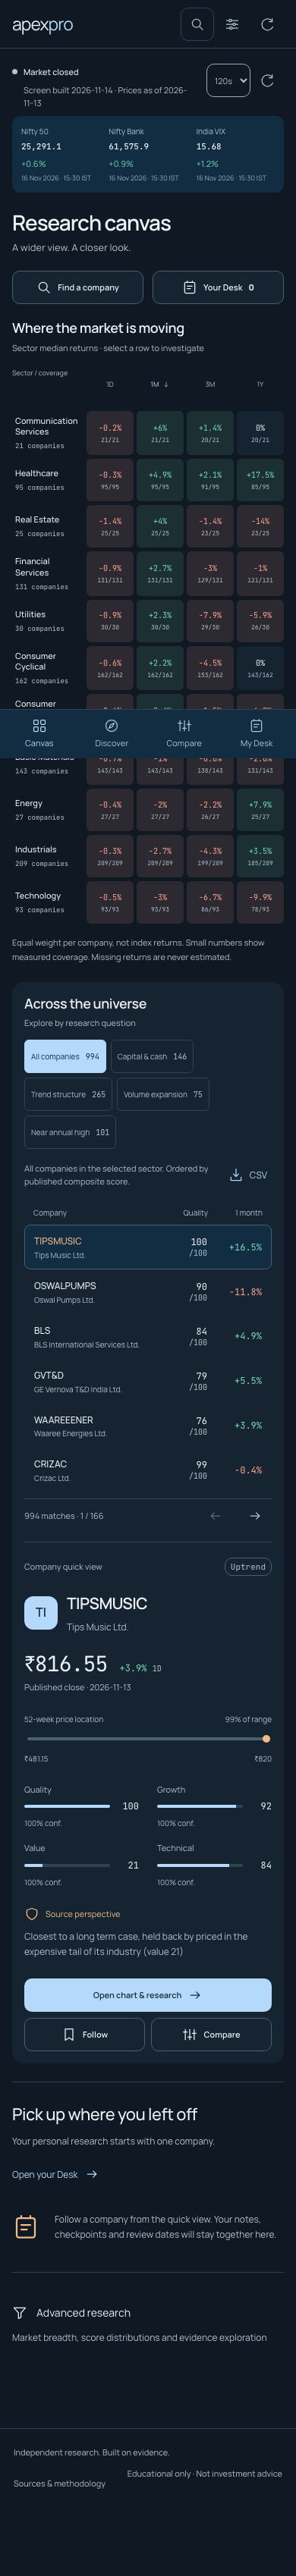 apexpro
Market closed
Screen built 2026-11-14 · Prices as of 2026-
11-13
120s
Nifty 50
Nifty Bank
India VIX
25,291.1
61,575.9
15.68
+0.6%
+0.9%
+1.2%
16 Nov 2026 · 15:30 IST
16 Nov 2026 · 15:30 IST
16 Nov 2026 · 15:30 IST
Research canvas
A wider view. A closer look.
Find a company
Your Desk 0
Where the market is moving
Sector median returns · select a row to investigate
Sector / coverage
1D 1M ↓ 3M 1Y
Communication
Services
21 companies
-0.2% +6% +1.4% 0%
21/21 21/21 20/21 20/21
Healthcare
95 companies
-0.3% +4.9% +2.1% +17.5%
95/95 95/95 91/95 85/95
Real Estate
25 companies
-1.4% +4% -1.4% -14%
25/25 25/25 23/25 23/25
Financial
Services
131 companies
-0.9% +2.7% -3% -1%
131/131 131/131 129/131 121/131
Utilities
30 companies
-0.9% +2.3% -7.9% -5.9%
30/30 30/30 29/30 26/30
Consumer
Cyclical
162 companies
-0.6% +2.2% -4.5% 0%
162/162 162/162 153/162 143/162
Consumer
Canvas
Discover
Compare
My Desk
143 companies
143/143 143/143 138/143 131/143
Energy
27 companies
-0.4% -2% -2.2% +7.9%
27/27 27/27 26/27 25/27
Industrials
209 companies
-0.3% -2.7% -4.3% +3.5%
209/209 209/209 199/209 185/209
Technology
93 companies
-0.5% -3% -6.7% -9.9%
93/93 93/93 86/93 78/93
Equal weight per company, not index returns. Small numbers show
measured coverage. Missing returns are never estimated.
Across the universe
Explore by research question
All companies 994
Capital & cash 146
Trend structure 265
Volume expansion 75
Near annual high 101
All companies in the selected sector. Ordered by
published composite score.
CSV
Company Quality 1 month
TIPSMUSIC
Tips Music Ltd.
100
/100
+16.5%
OSWALPUMPS
Oswal Pumps Ltd.
90
/100
-11.8%
BLS
BLS International Services Ltd.
84
/100
+4.9%
GVT&D
GE Vernova T&D India Ltd.
79
/100
+5.5%
WAAREEENER
Waaree Energies Ltd.
76
/100
+3.9%
CRIZAC
Crizac Ltd.
99
/100
-0.4%
994 matches · 1 / 166
← →
Company quick view
Uptrend
TI
TIPSMUSIC
Tips Music Ltd.
₹816.55 +3.9% 1D
Published close · 2026-11-13
52-week price location
99% of range
₹481.15
₹820
Quality
100
100% conf.
Growth
92
100% conf.
Value
21
100% conf.
Technical
84
100% conf.
Source perspective
Closest to a long term case, held back by priced in the
expensive tail of its industry (value 21)
Open chart & research →
Follow
Compare
Pick up where you left off
Your personal research starts with one company.
Open your Desk →
Follow a company from the quick view. Your notes,
checkpoints and review dates will stay together here.
Advanced research
Market breadth, score distributions and evidence exploration
Independent research. Built on evidence.
Educational only · Not investment advice
Sources & methodology